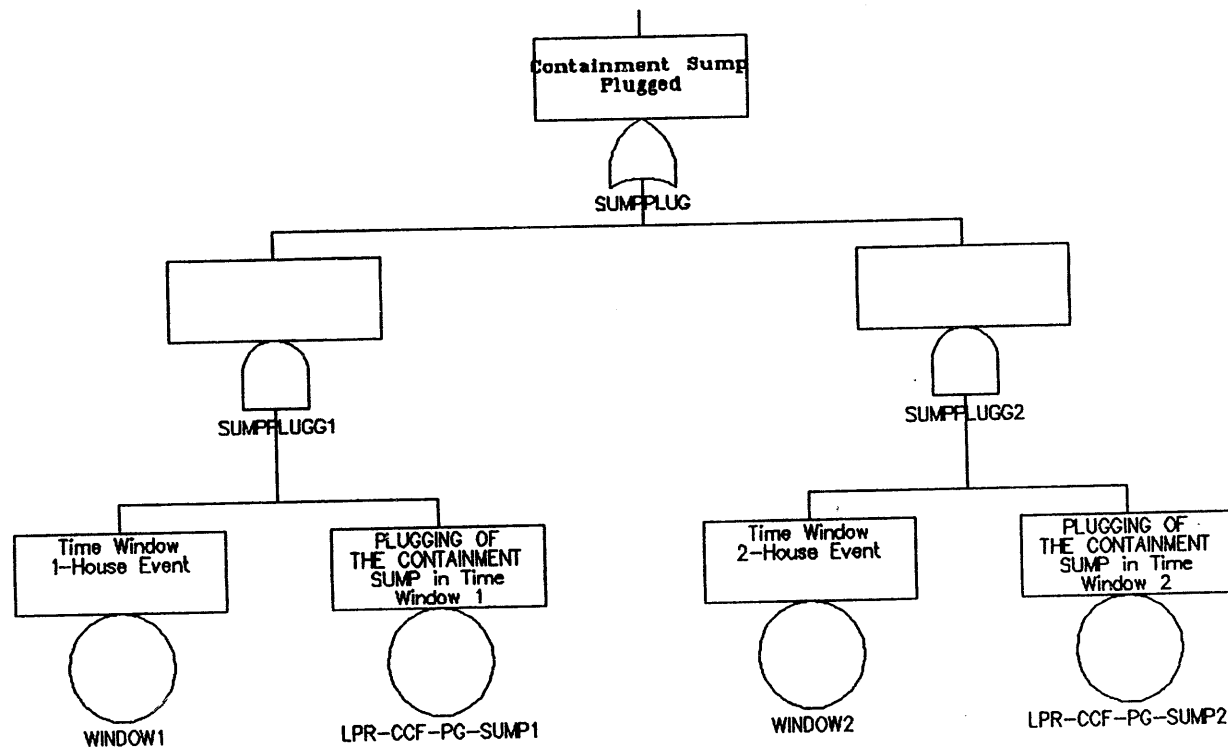 Containment Sump
Plugged
SUMPPLUG
SUMPPLUGG1
SUMPPLUGG2
Time Window
1-House Event
PLUGGING OF
THE CONTAINMENT
SUMP in Time
Window 1
Time Window
2-House Event
PLUGGING OF
THE CONTAINMENT
SUMP in Time
Window 2
WINDOW1
LPR-CCF-PG-SUMP1
WINDOW2
LPR-CCF-PG-SUMP2